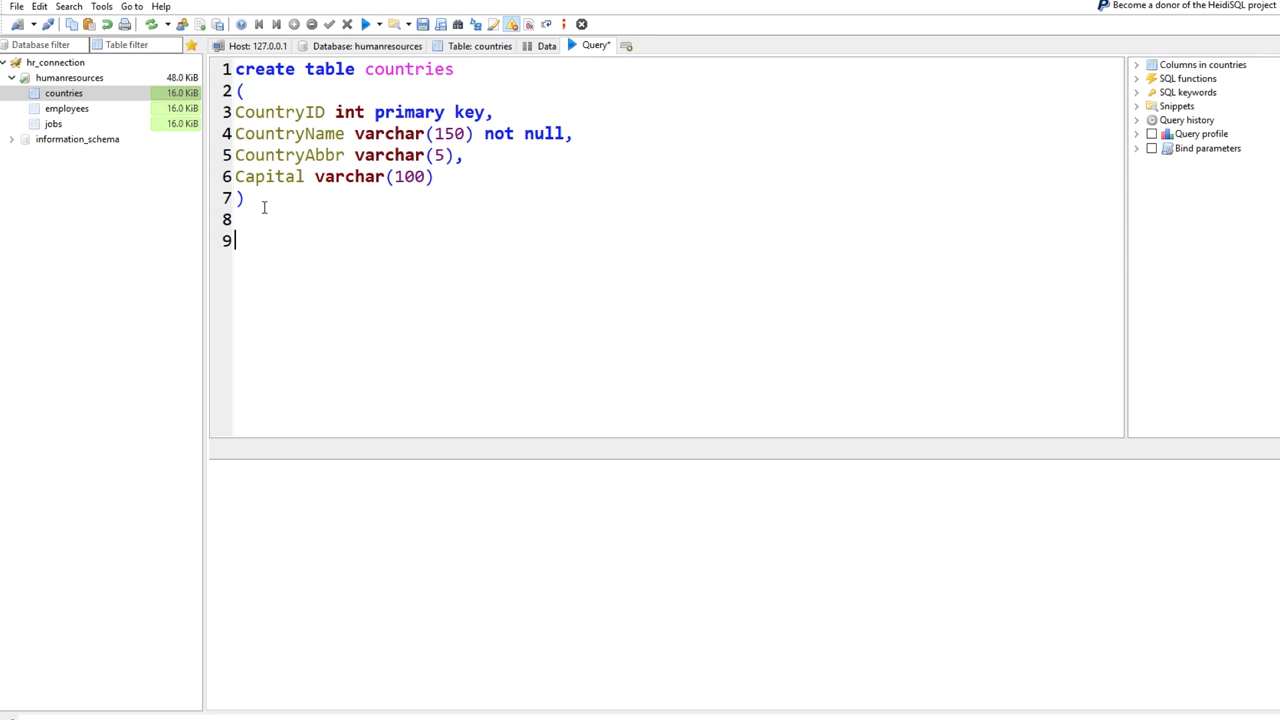 File Edit Search Tools Go to Help
Become a donor of the HeidiSQL project
Database filter Table filter Host: 127.0.0.1 Database: humanresources Table: countries Data Query*
hr_connection
humanresources 48.0 KiB
countries 16.0 KiB
employees 16.0 KiB
jobs 16.0 KiB
information_schema
1 create table countries
2 (
3 CountryID int primary key,
4 CountryName varchar(150) not null,
5 CountryAbbr varchar(5),
6 Capital varchar(100)
7 )
8
9
Columns in countries
SQL functions
SQL keywords
Snippets
Query history
Query profile
Bind parameters